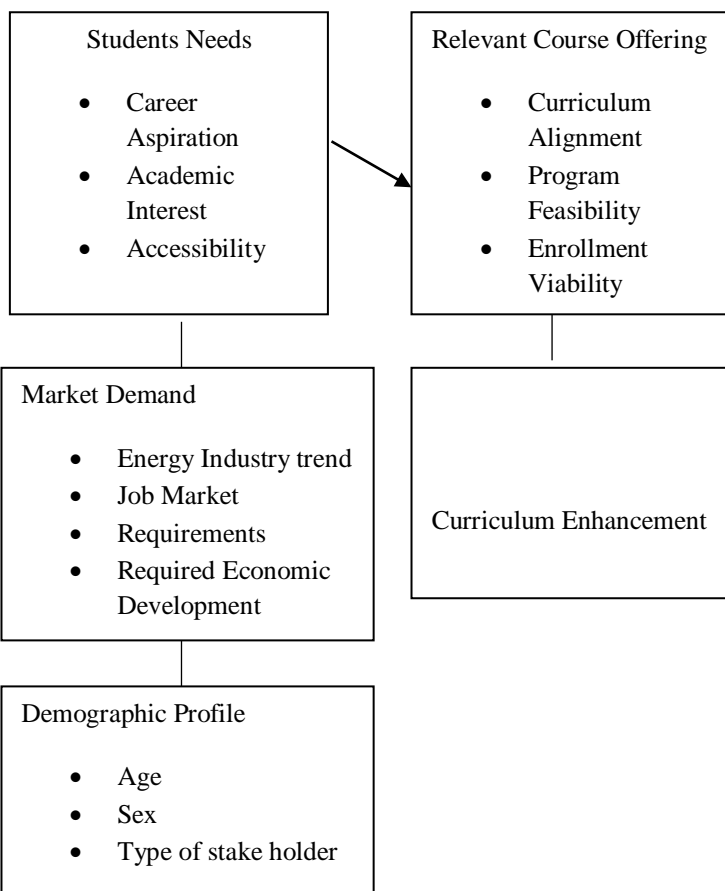 Students Needs
• Career
Aspiration
• Academic
Interest
• Accessibility
Relevant Course Offering
• Curriculum
Alignment
• Program
Feasibility
• Enrollment
Viability
Market Demand
• Energy Industry trend
• Job Market
• Requirements
• Required Economic
Development
Curriculum Enhancement
Demographic Profile
• Age
• Sex
• Type of stake holder